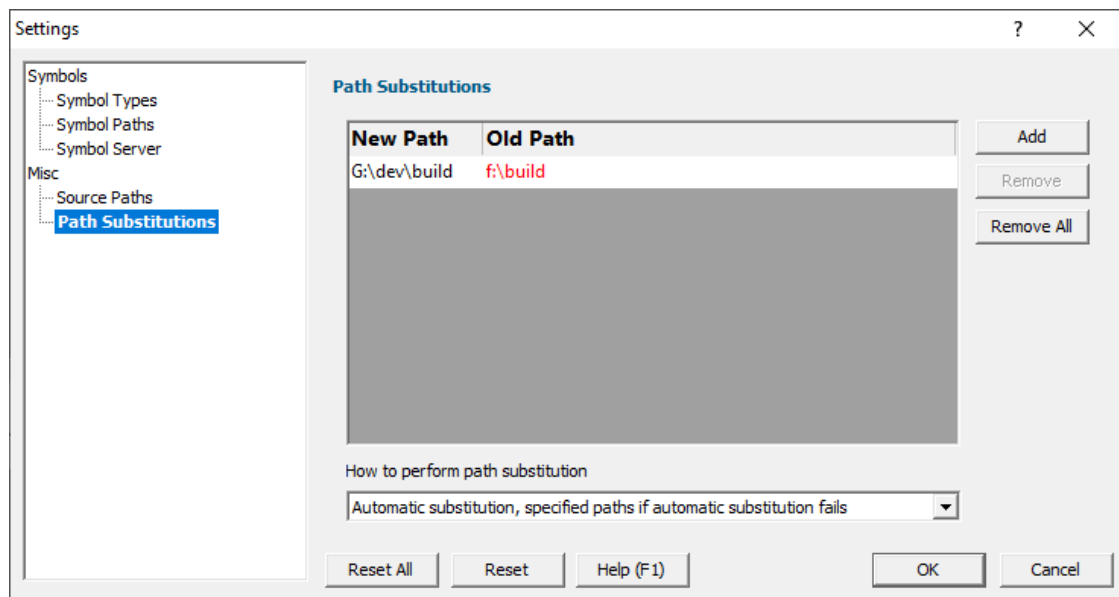 Settings
?
Symbols
Symbol Types
Symbol Paths
Symbol Server
Misc
Source Paths
Path Substitutions
Path Substitutions
New Path Old Path
G:\dev\build f:\build
Add
Remove
Remove All
How to perform path substitution
Automatic substitution, specified paths if automatic substitution fails
Reset All Reset Help (F1) OK Cancel